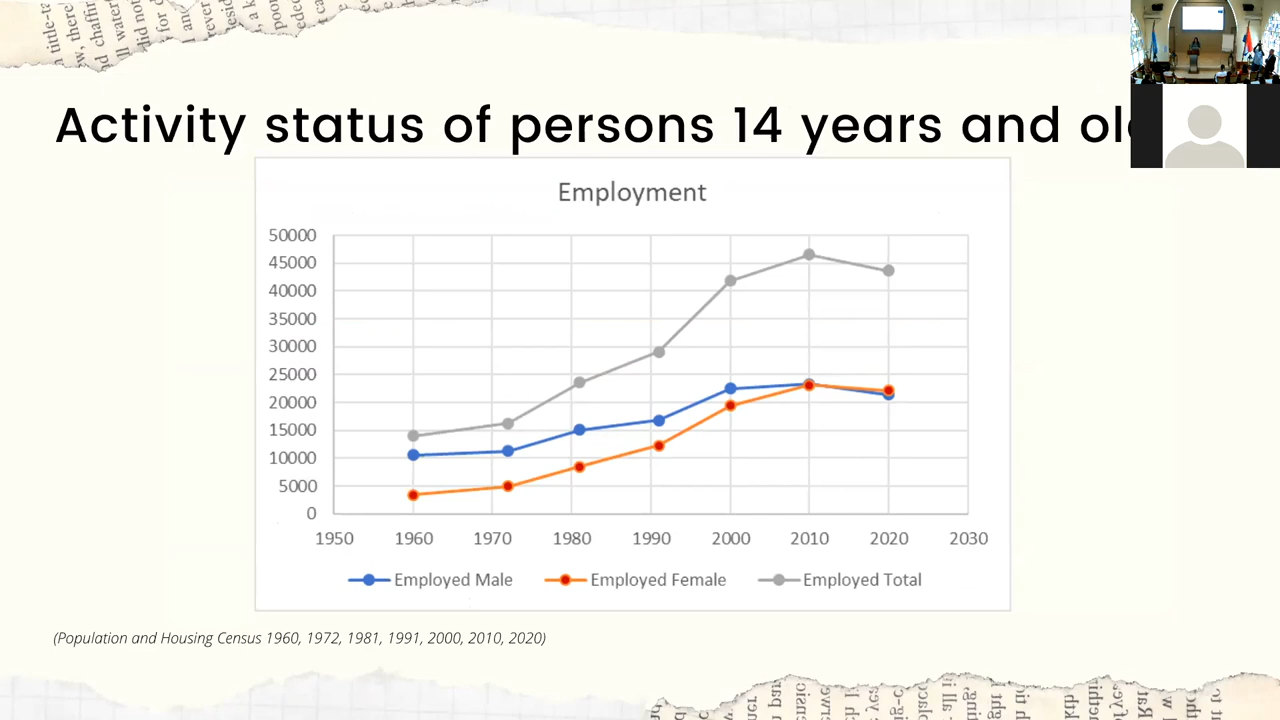 Activity status of persons 14 years and
Employment
50000
45000
40000
35000
30000
25000
20000
15000
10000
5000
0
1950 1960 1970 1980 1990 2000 2010 2020 2030
Employed Male Employed Female Employed Total
(Population and Housing Census 1960, 1972, 1981, 1991, 2000, 2010, 2020)